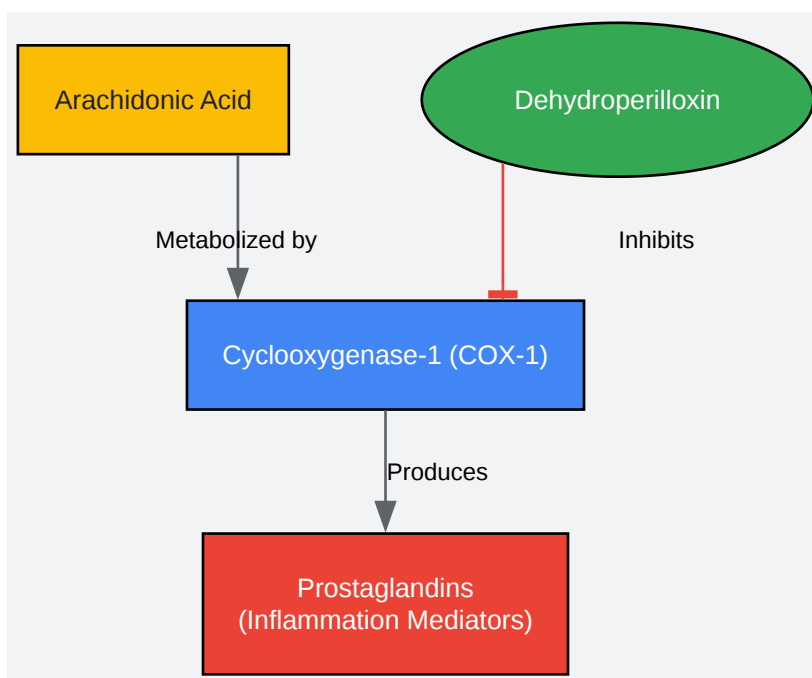 Arachidonic Acid
Dehydroperilloxin
Metabolized by
Inhibits
Cyclooxygenase-1 (COX-1)
Produces
Prostaglandins
(Inflammation Mediators)